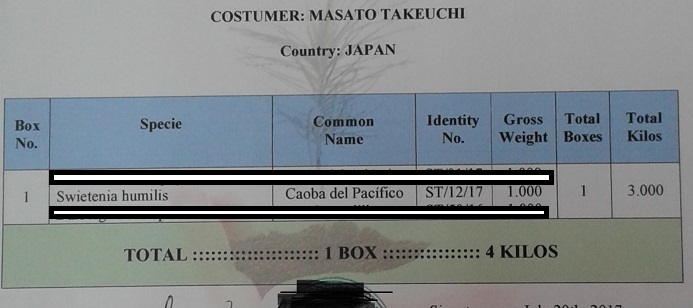 COSTUMER: MASATO TAKEUCHI
Country: JAPAN
Box No. Specie Common Name Identity No. Gross Weight Total Boxes Total Kilos
1 Swietenia humilis Caoba del Pacífico ST/12/17 1.000 1 3.000
TOTAL ::::::::::::::::::::: 1 BOX :::::::::::::::: 4 KILOS